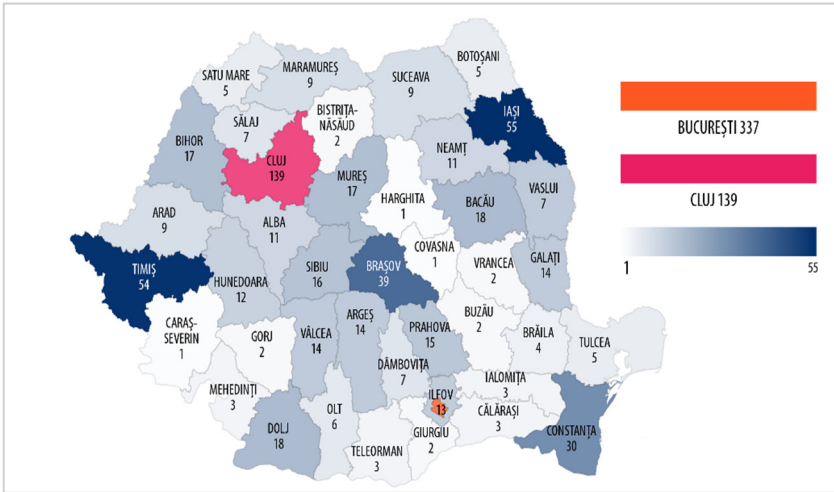 BOTOȘANI
5
SATU MARE
5
MARAMUREȘ
9
SUCEAVA
9
IAȘI
55
BUCUREȘTI 337
SĂLAJ
7
BISTRIȚA-
NĂSĂUD
2
BIHOR
17
CLUJ
139
NEAMȚ
11
MUREȘ
17
HARGHITA
1
BACĂU
18
VASLUI
7
CLUJ 139
ARAD
9
ALBA
11
COVASNA
1
TIMIȘ
54
HUNEDOARA
12
SIBIU
16
BRAȘOV
39
VRANCEA
2
GALAȚI
14
1
55
CARAȘ-
SEVERIN
1
GORJ
2
VÂLCEA
14
ARGEȘ
14
PRAHOVA
15
BUZĂU
2
BRĂILA
4
TULCEA
5
DÂMBOVIȚA
7
MEHEDINȚI
3
ILFOV
13
IALOMIȚA
3
DOLJ
18
OLT
6
CĂLĂRAȘI
3
GIURGIU
2
CONSTANȚA
30
TELEORMAN
3